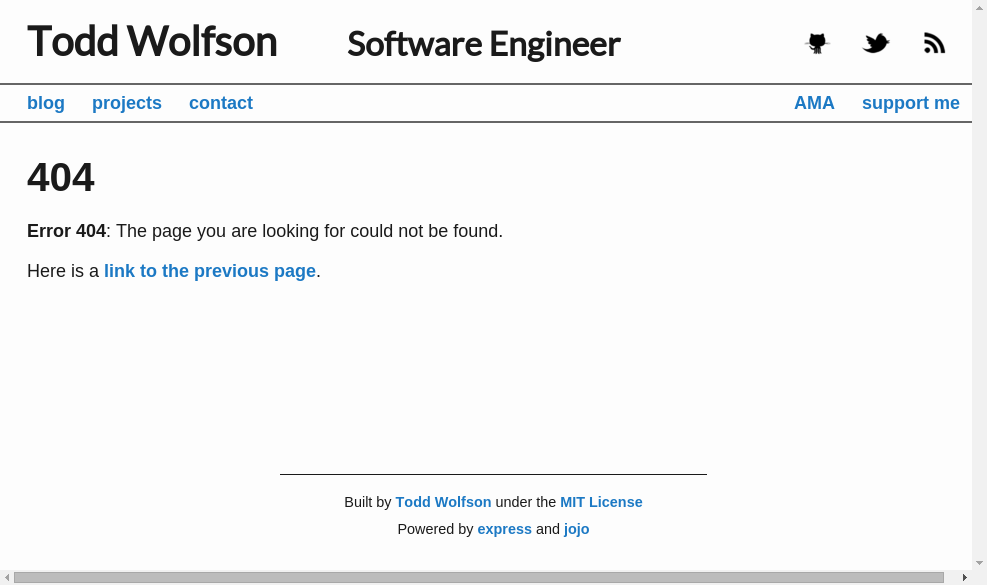 Todd Wolfson Software Engineer
blog projects contact AMA support me
404
Error 404: The page you are looking for could not be found.
Here is a link to the previous page.
Built by Todd Wolfson under the MIT License
Powered by express and jojo